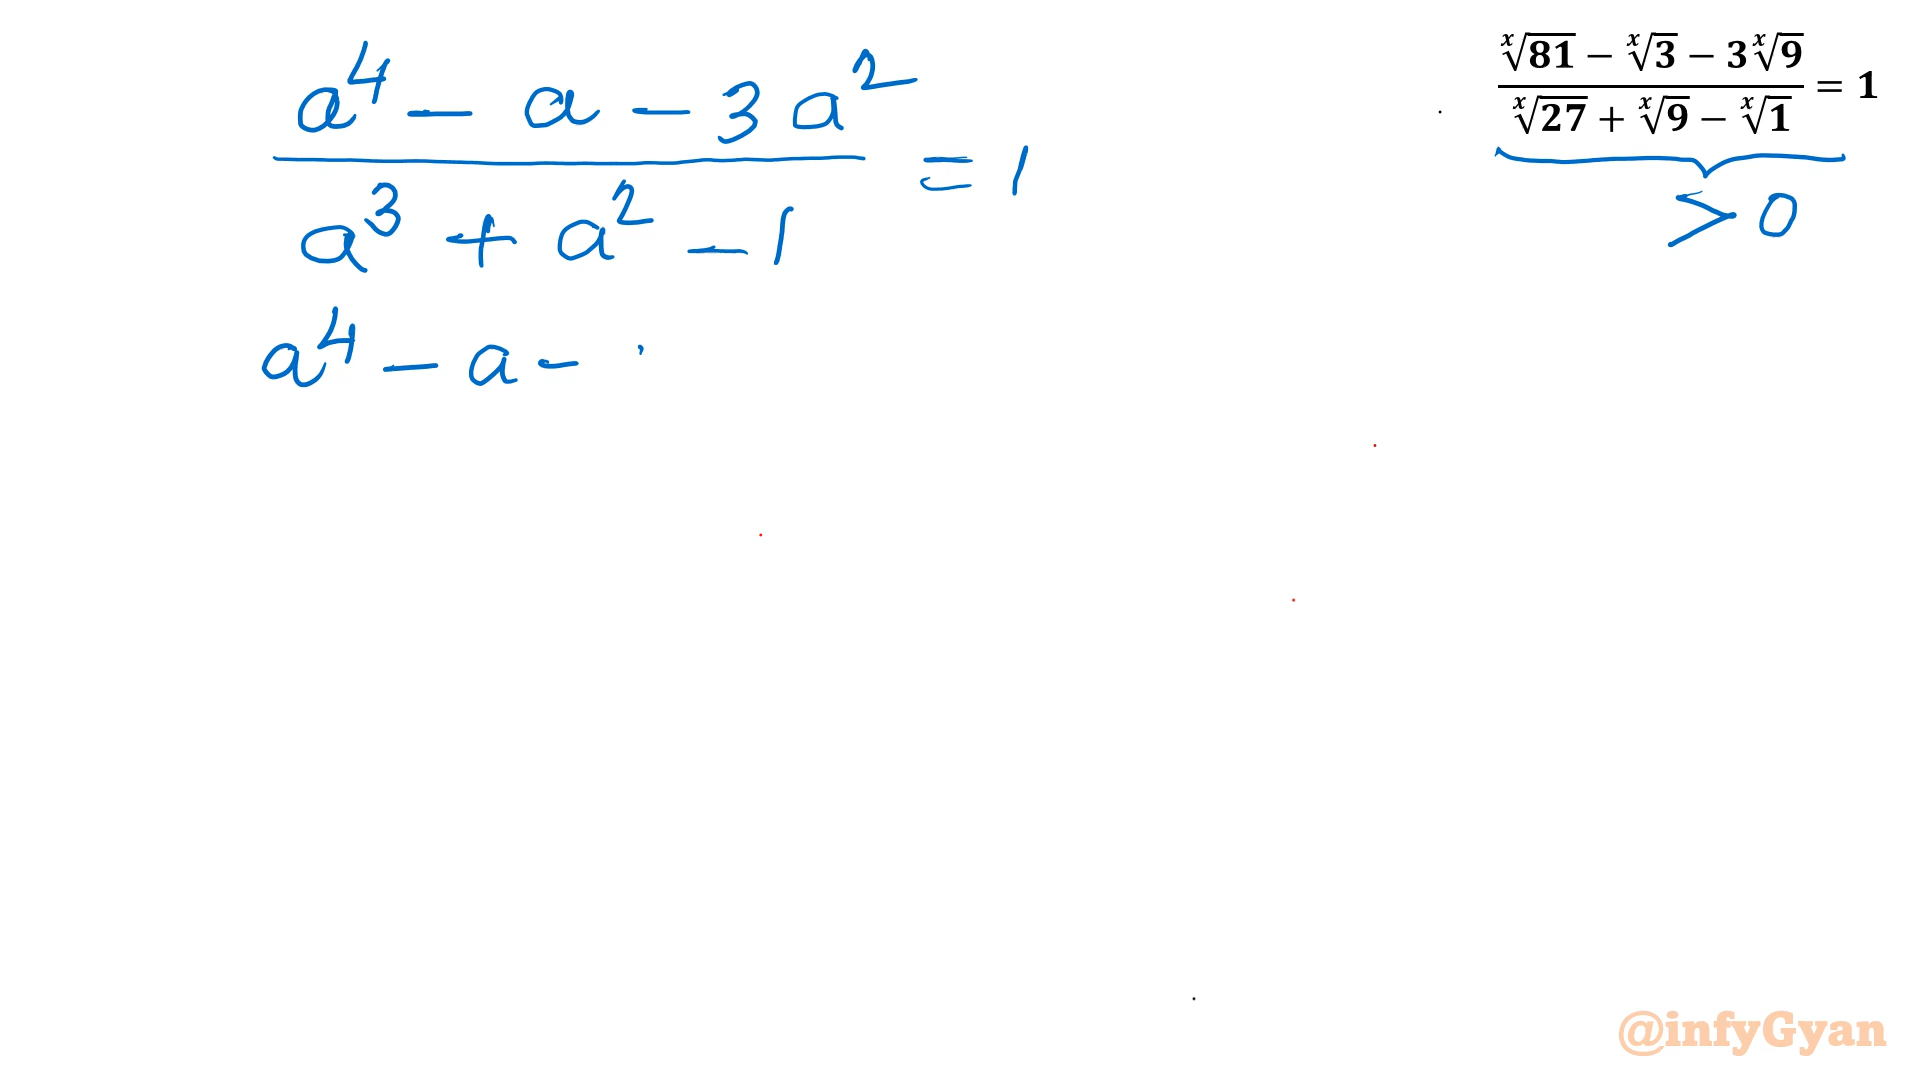 a⁴ - a - 3a²
/ a³ + a² - 1 = 1
a⁴ - a -
(ˣ√81 − ˣ√3 − 3ˣ√9) / (ˣ√27 + ˣ√9 − ˣ√1) = 1
> 0
@infyGyan